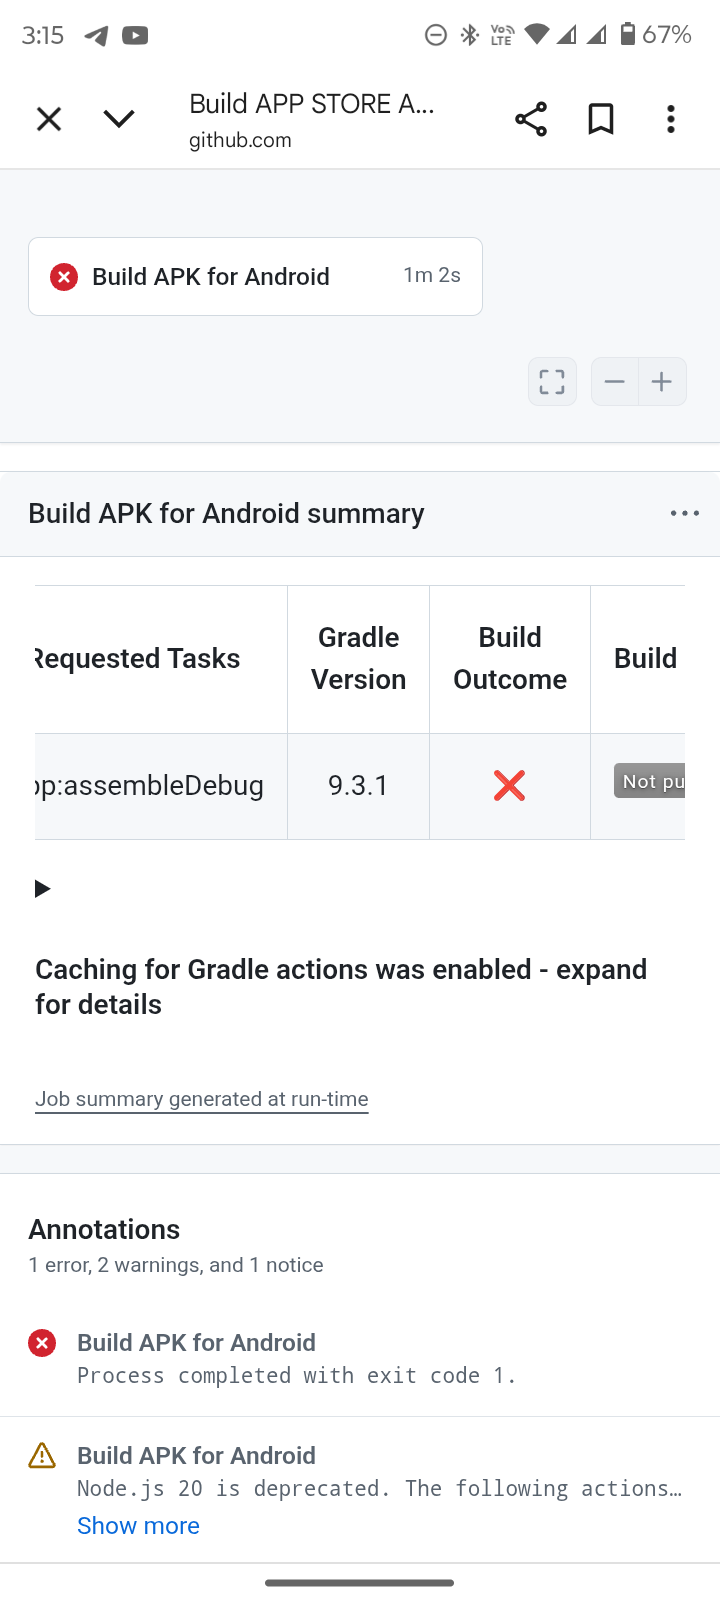 3:15
VoLTE
67%
Build APP STORE A...
github.com
Build APK for Android
1m 2s
Build APK for Android summary
Requested Tasks
Gradle
Version
Build
Outcome
Build
pp:assembleDebug
9.3.1
Not pu
Caching for Gradle actions was enabled - expand
for details
Job summary generated at run-time
Annotations
1 error, 2 warnings, and 1 notice
Build APK for Android
Process completed with exit code 1.
Build APK for Android
Node.js 20 is deprecated. The following actions…
Show more